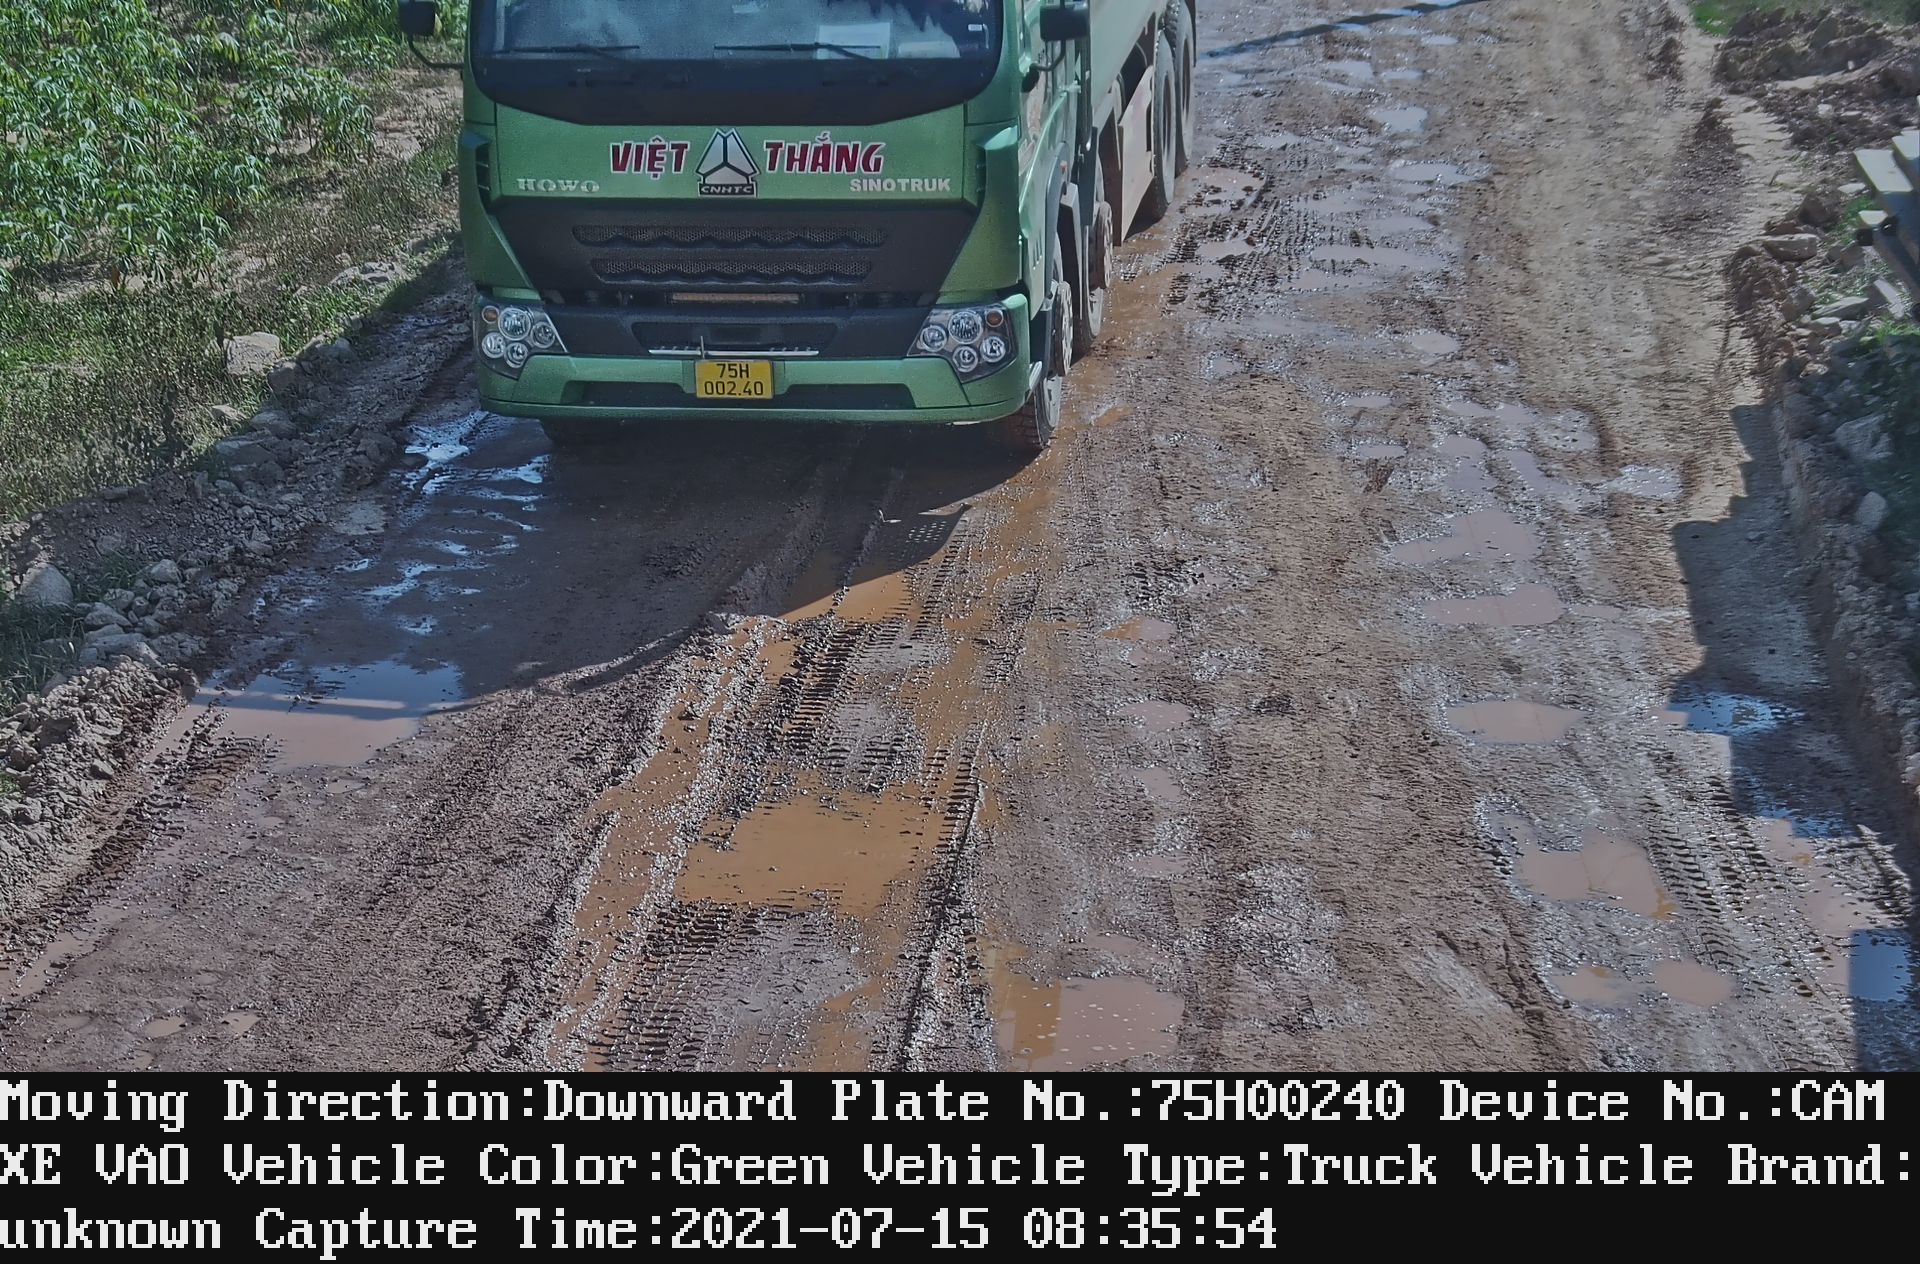 VIỆT THẮNG
CNHTC
HOWO SINOTRUK
75H
002.40
Moving Direction:Downward Plate No.:75H00240 Device No.:CAM
XE VAO Vehicle Color:Green Vehicle Type:Truck Vehicle Brand:
unknown Capture Time:2021-07-15 08:35:54